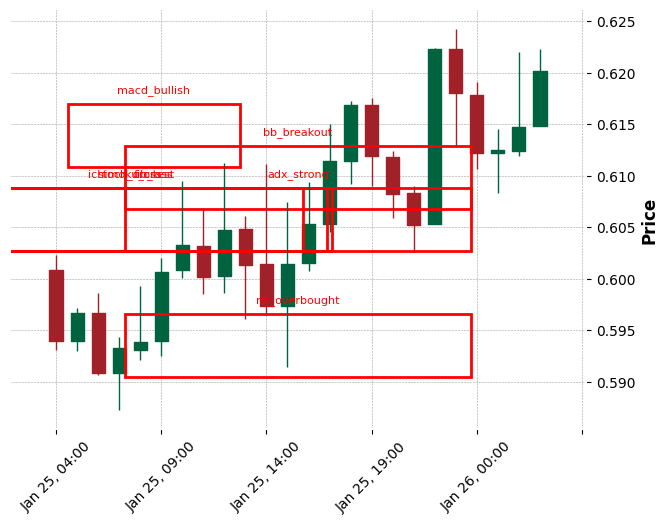 macd_bullish
bb_breakout
adx_strong
0.625
0.620
0.615
0.610
0.605
0.600
0.595
0.590
Price
Jan 25, 04:00
Jan 25, 09:00
Jan 25, 14:00
Jan 25, 19:00
Jan 26, 00:00